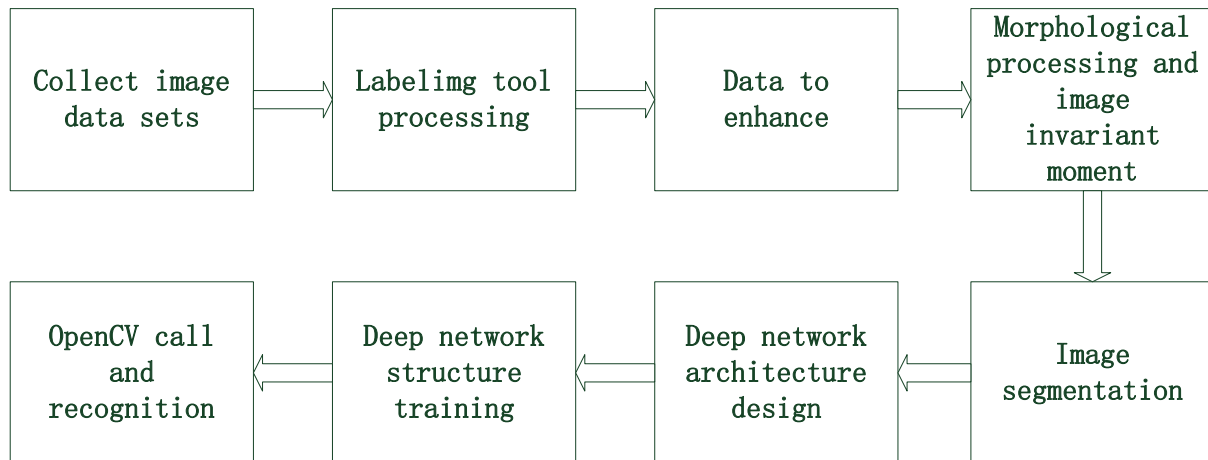 Collect image
data sets
Labelimg tool
processing
Data to
enhance
Morphological
processing and
image
invariant
moment
Image
segmentation
Deep network
architecture
design
Deep network
structure
training
OpenCV call
and
recognition